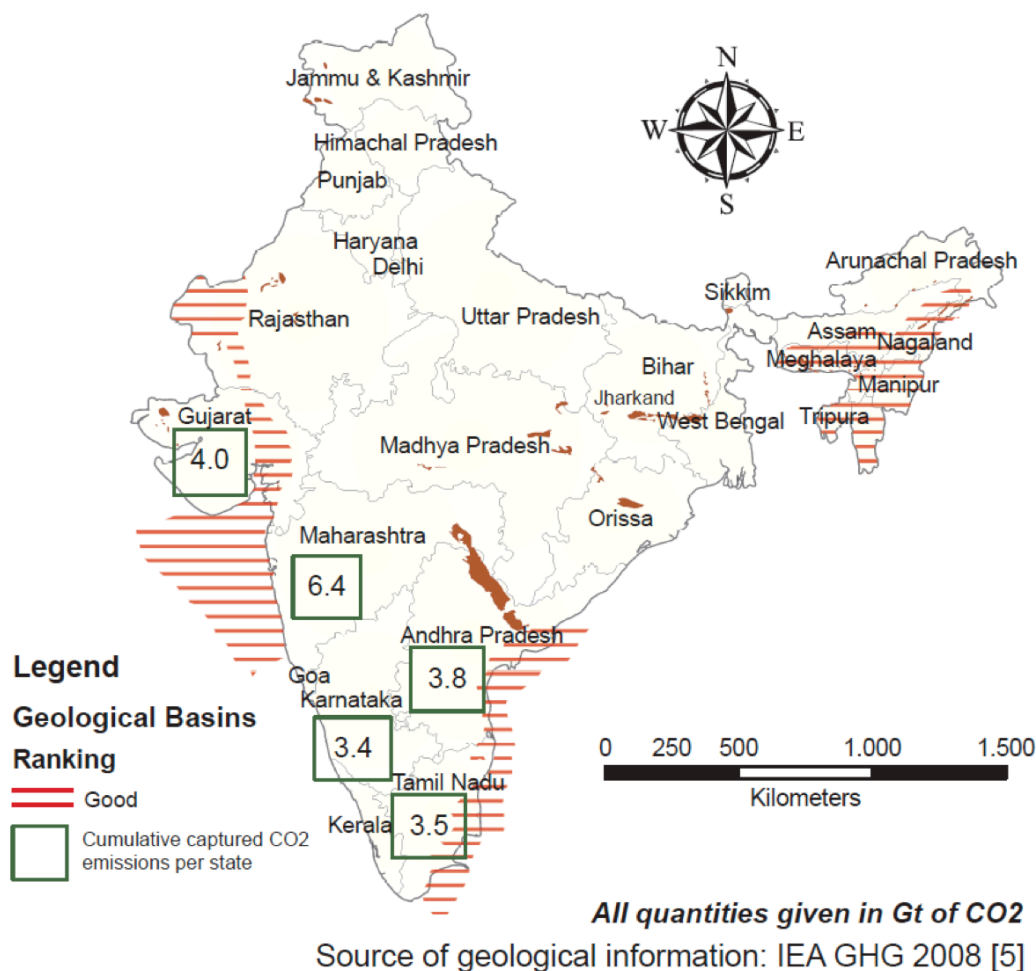 N
W
E
S
Jammu & Kashmir
Himachal Pradesh
Punjab
Haryana
Delhi
Arunachal Pradesh
Sikkim
Rajasthan
Uttar Pradesh
Assam
Nagaland
Meghalaya
Bihar
Manipur
Jharkand
Gujarat
West Bengal
Tripura
Madhya Pradesh
4.0
Orissa
Maharashtra
6.4
Andhra Pradesh
3.8
Goa
Karnataka
3.4
Tamil Nadu
Kerala
3.5
Legend
Geological Basins
Ranking
Good
Cumulative captured CO2
emissions per state
0 250 500 1.000 1.500
Kilometers
All quantities given in Gt of CO2
Source of geological information: IEA GHG 2008 [5]